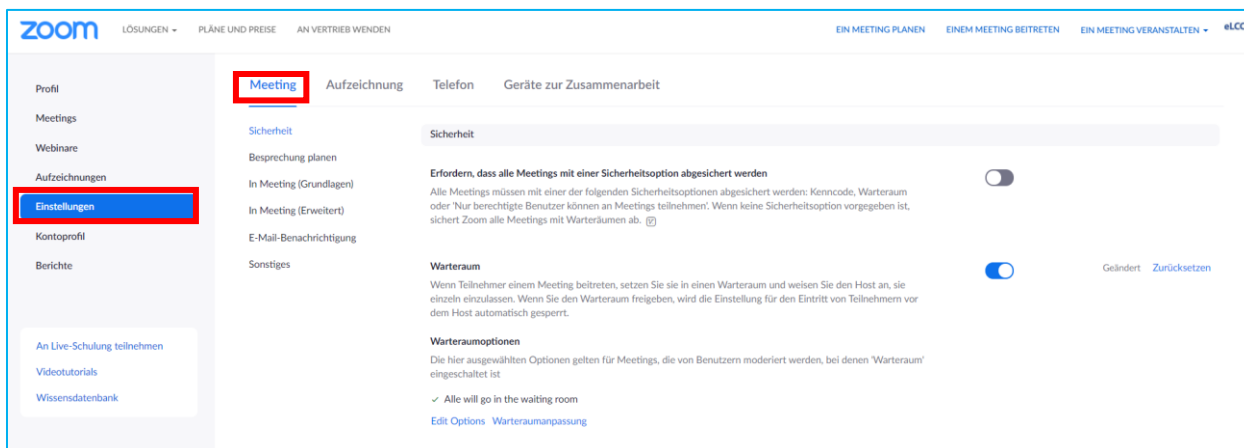 zoom LÖSUNGEN PLÄNE UND PREISE AN VERTRIEB WENDEN EIN MEETING PLANEN EINEM MEETING BEITRETEN EIN MEETING VERANSTALTEN
Profil
Meetings
Webinare
Aufzeichnungen
Einstellungen
Kontoprofil
Berichte
An Live-Schulung teilnehmen
Videotutorials
Wissensdatenbank
Meeting Aufzeichnung Telefon Geräte zur Zusammenarbeit
Sicherheit
Besprechung planen
In Meeting (Grundlagen)
In Meeting (Erweitert)
E-Mail-Benachrichtigung
Sonstiges
Sicherheit
Erfordern, dass alle Meetings mit einer Sicherheitsoption abgesichert werden
Alle Meetings müssen mit einer der folgenden Sicherheitsoptionen abgesichert werden: Kenncode, Warteraum
oder 'Nur berechtigte Benutzer können an Meetings teilnehmen'. Wenn keine Sicherheitsoption vorgegeben ist,
sichert Zoom alle Meetings mit Warteräumen ab.
Warteraum Geändert Zurücksetzen
Wenn Teilnehmer einem Meeting beitreten, setzen Sie sie in einen Warteraum und weisen Sie den Host an, sie
einzeln einzulassen. Wenn Sie den Warteraum freigeben, wird die Einstellung für den Eintritt von Teilnehmern vor
dem Host automatisch gesperrt.
Warteraumoptionen
Die hier ausgewählten Optionen gelten für Meetings, die von Benutzern moderiert werden, bei denen 'Warteraum'
eingeschaltet ist
✓ Alle will go in the waiting room
Edit Options Warteraumanpassung